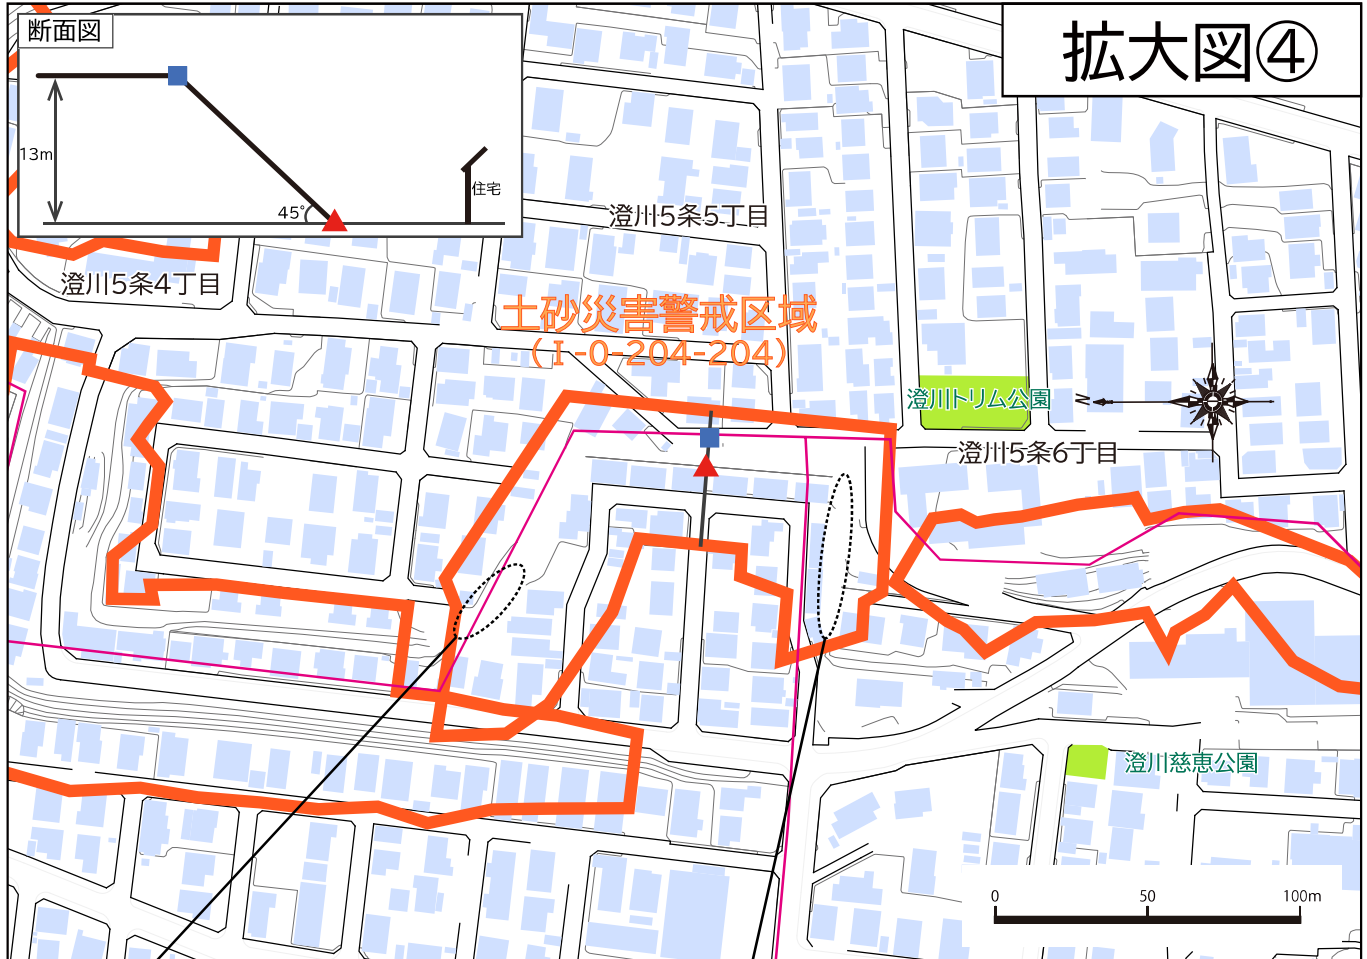 断面図
拡大図④
13m
45°
住宅
澄川5条5丁目
澄川5条4丁目
土砂災害警戒区域
(Ⅰ-0-204-204)
澄川トリム公園
N
澄川5条6丁目
澄川慈恵公園
0 50 100m